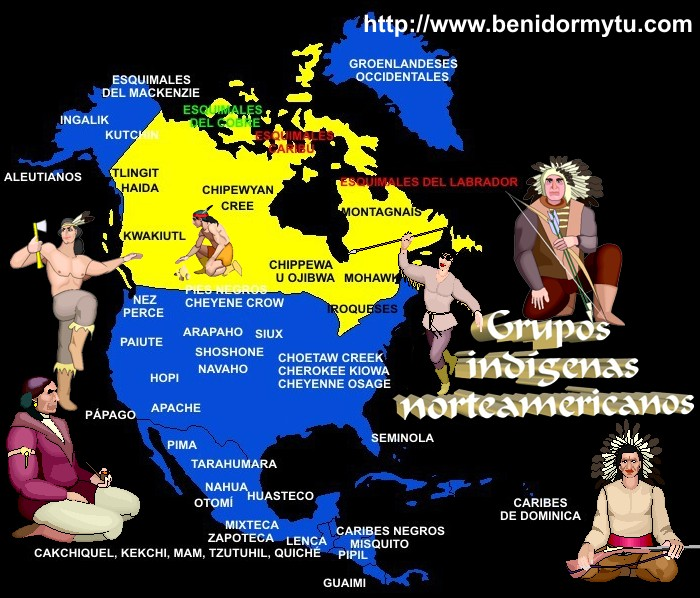 http://www.benidormytu.com
GROENLANDESES
OCCIDENTALES
ESQUIMALES
DEL MACKENZIE
ESQUIMALES
DEL COBRE
INGALIK
KUTCHIN
ESQUIMALES
CARIBU
ALEUTIANOS
TLINGIT
HAIDA
ESQUIMALES DEL LABRADOR
CHIPEWYAN
CREE
MONTAGNAIS
KWAKIUTL
CHIPPEWA
U OJIBWA
MOHAWK
PIES NEGROS
CHEYENE CROW
NEZ
PERCE
IROQUESES
Grupos
indígenas
norteamericanos
PAIUTE
ARAPAHO
SIUX
SHOSHONE
NAVAHO
CHOETAW CREEK
CHEROKEE KIOWA
CHEYENNE OSAGE
HOPI
PÁPAGO
APACHE
SEMINOLA
PIMA
TARAHUMARA
NAHUA
OTOMÍ
HUASTECO
CARIBES
DE DOMINICA
MIXTECA
ZAPOTECA
LENCA
CARIBES NEGROS
MISQUITO
PIPIL
CAKCHIQUEL, KEKCHI, MAM, TZUTUHIL, QUICHÉ
GUAIMI